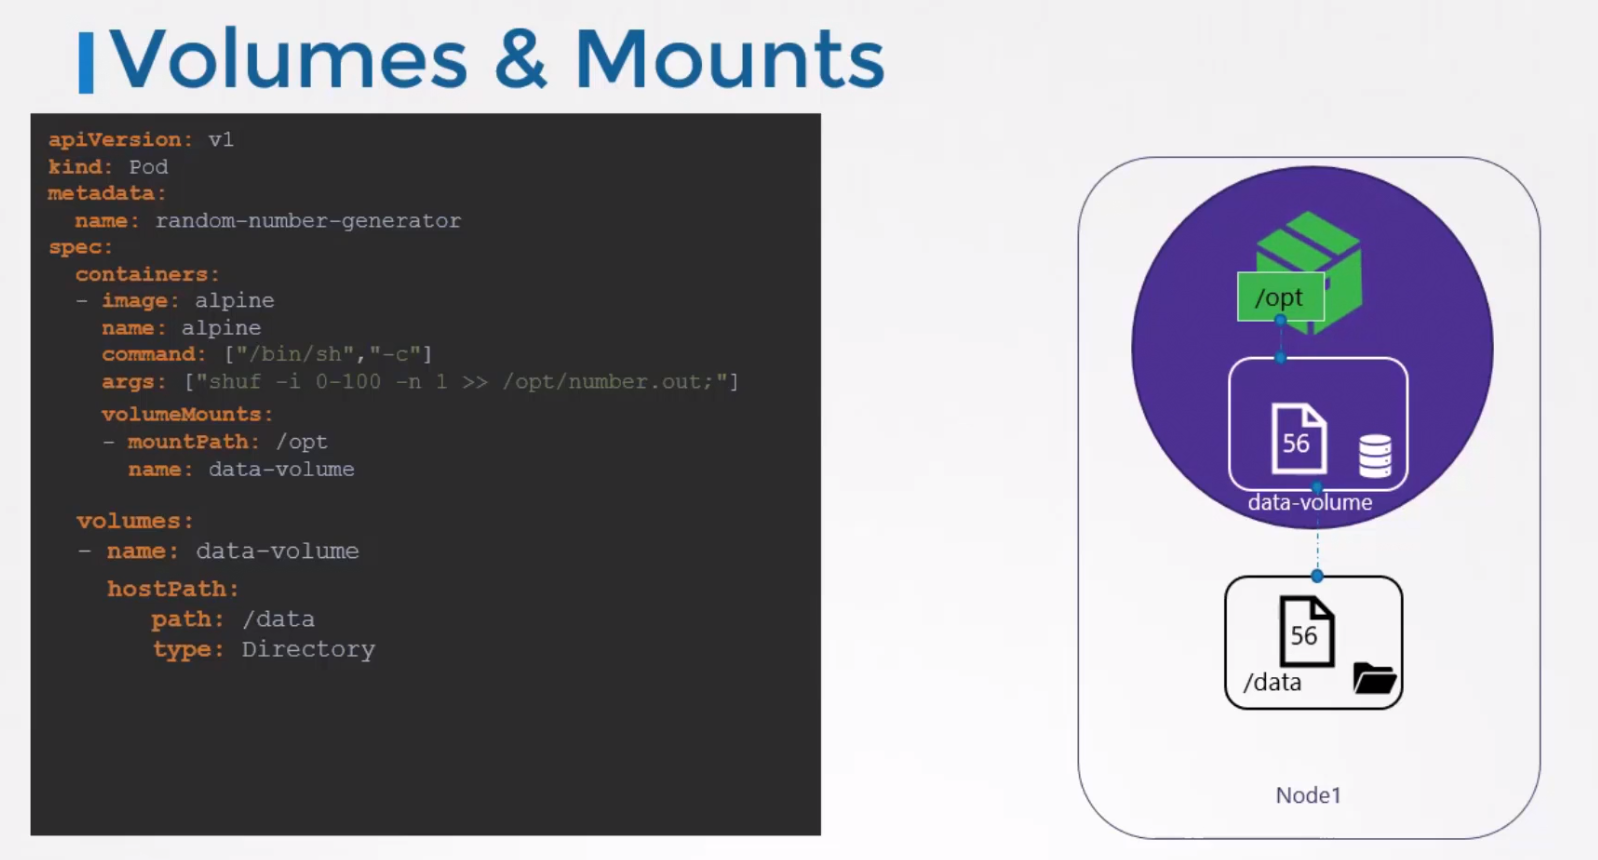 Volumes & Mounts
apiVersion: v1
kind: Pod
metadata:
  name: random-number-generator
spec:
  containers:
  - image: alpine
    name: alpine
    command: ["/bin/sh","-c"]
    args: ["shuf -i 0-100 -n 1 >> /opt/number.out;"]
    volumeMounts:
    - mountPath: /opt
      name: data-volume
  volumes:
  - name: data-volume
    hostPath:
       path: /data
       type: Directory
/opt
56
data-volume
56
/data
Node1